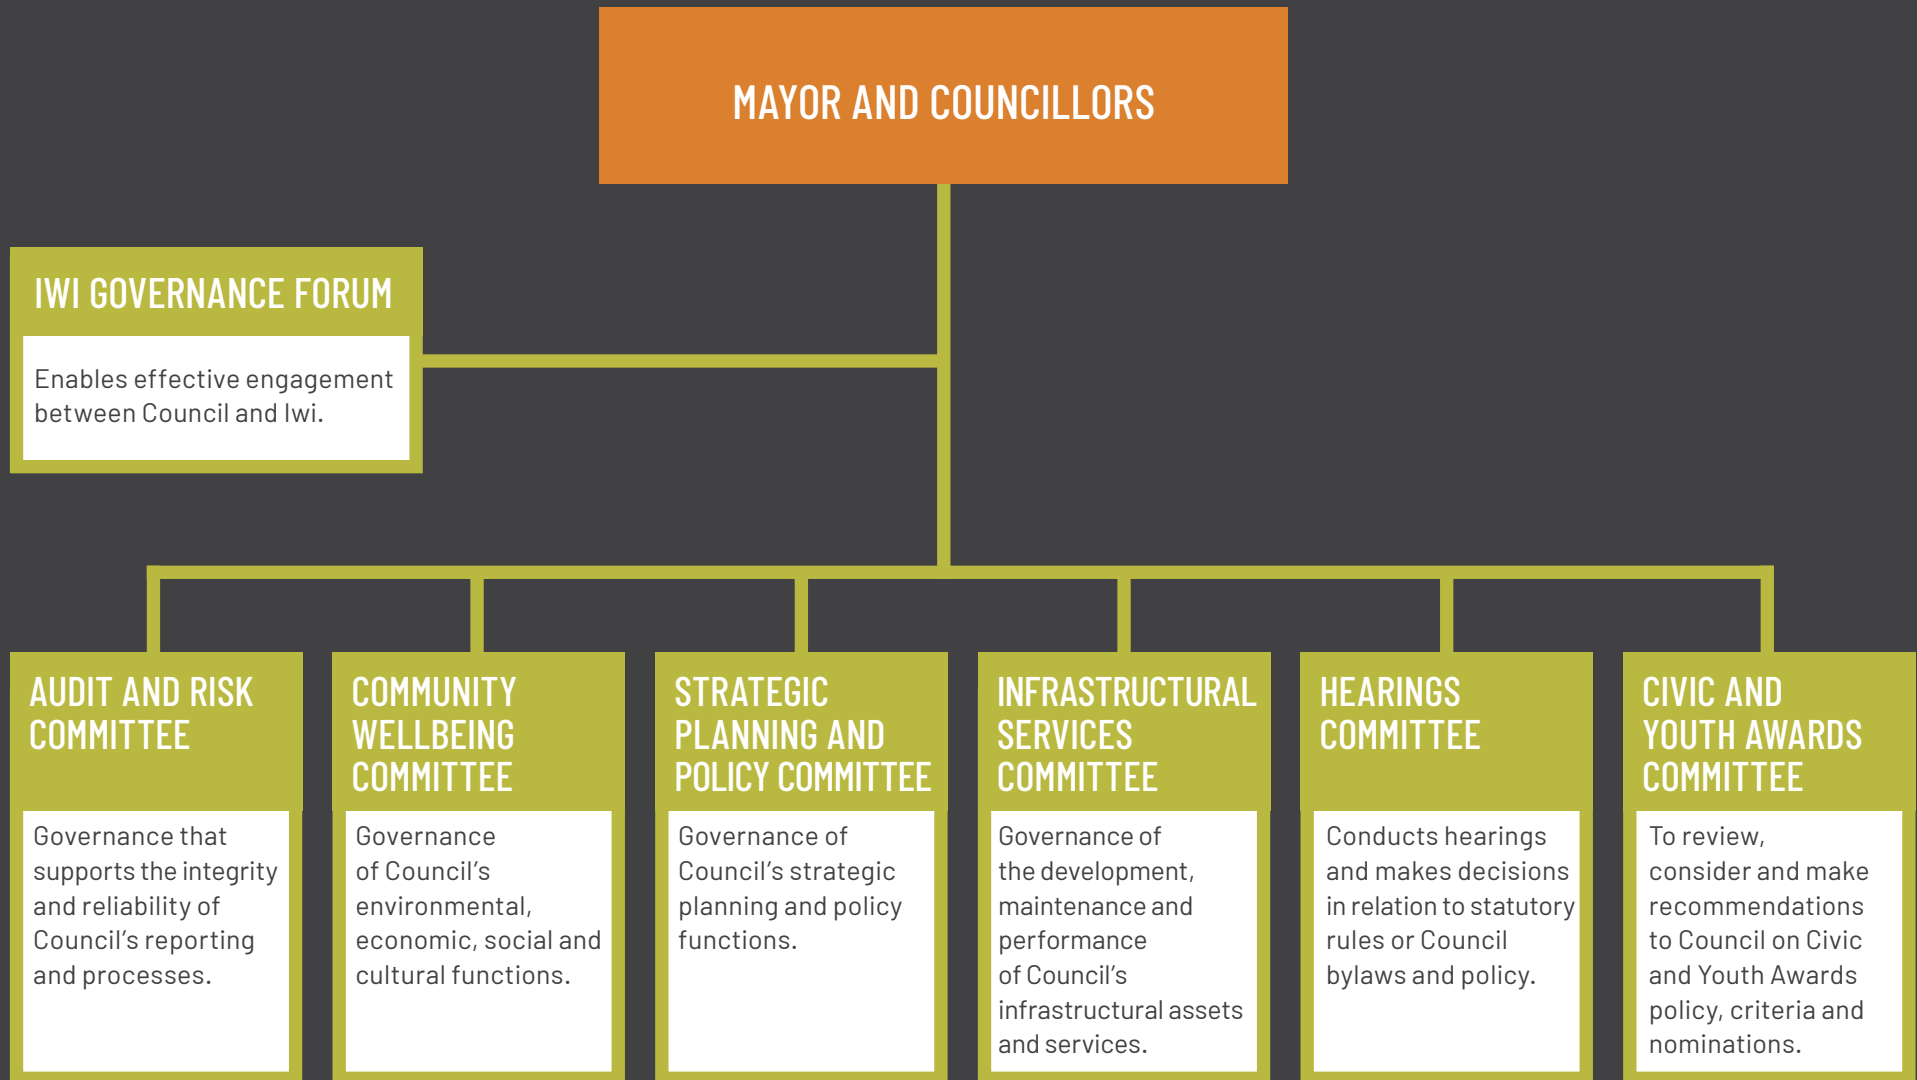 MAYOR AND COUNCILLORS
IWI GOVERNANCE FORUM
Enables effective engagement
between Council and Iwi.
AUDIT AND RISK
COMMITTEE
Governance that
supports the integrity
and reliability of
Council's reporting
and processes.
COMMUNITY
WELLBEING
COMMITTEE
Governance
of Council's
environmental,
economic, social and
cultural functions.
STRATEGIC
PLANNING AND
POLICY COMMITTEE
Governance of
Council's strategic
planning and policy
functions.
INFRASTRUCTURAL
SERVICES
COMMITTEE
Governance of
the development,
maintenance and
performance
of Council's
infrastructural assets
and services.
HEARINGS
COMMITTEE
Conducts hearings
and makes decisions
in relation to statutory
rules or Council
bylaws and policy.
CIVIC AND
YOUTH AWARDS
COMMITTEE
To review,
consider and make
recommendations
to Council on Civic
and Youth Awards
policy, criteria and
nominations.